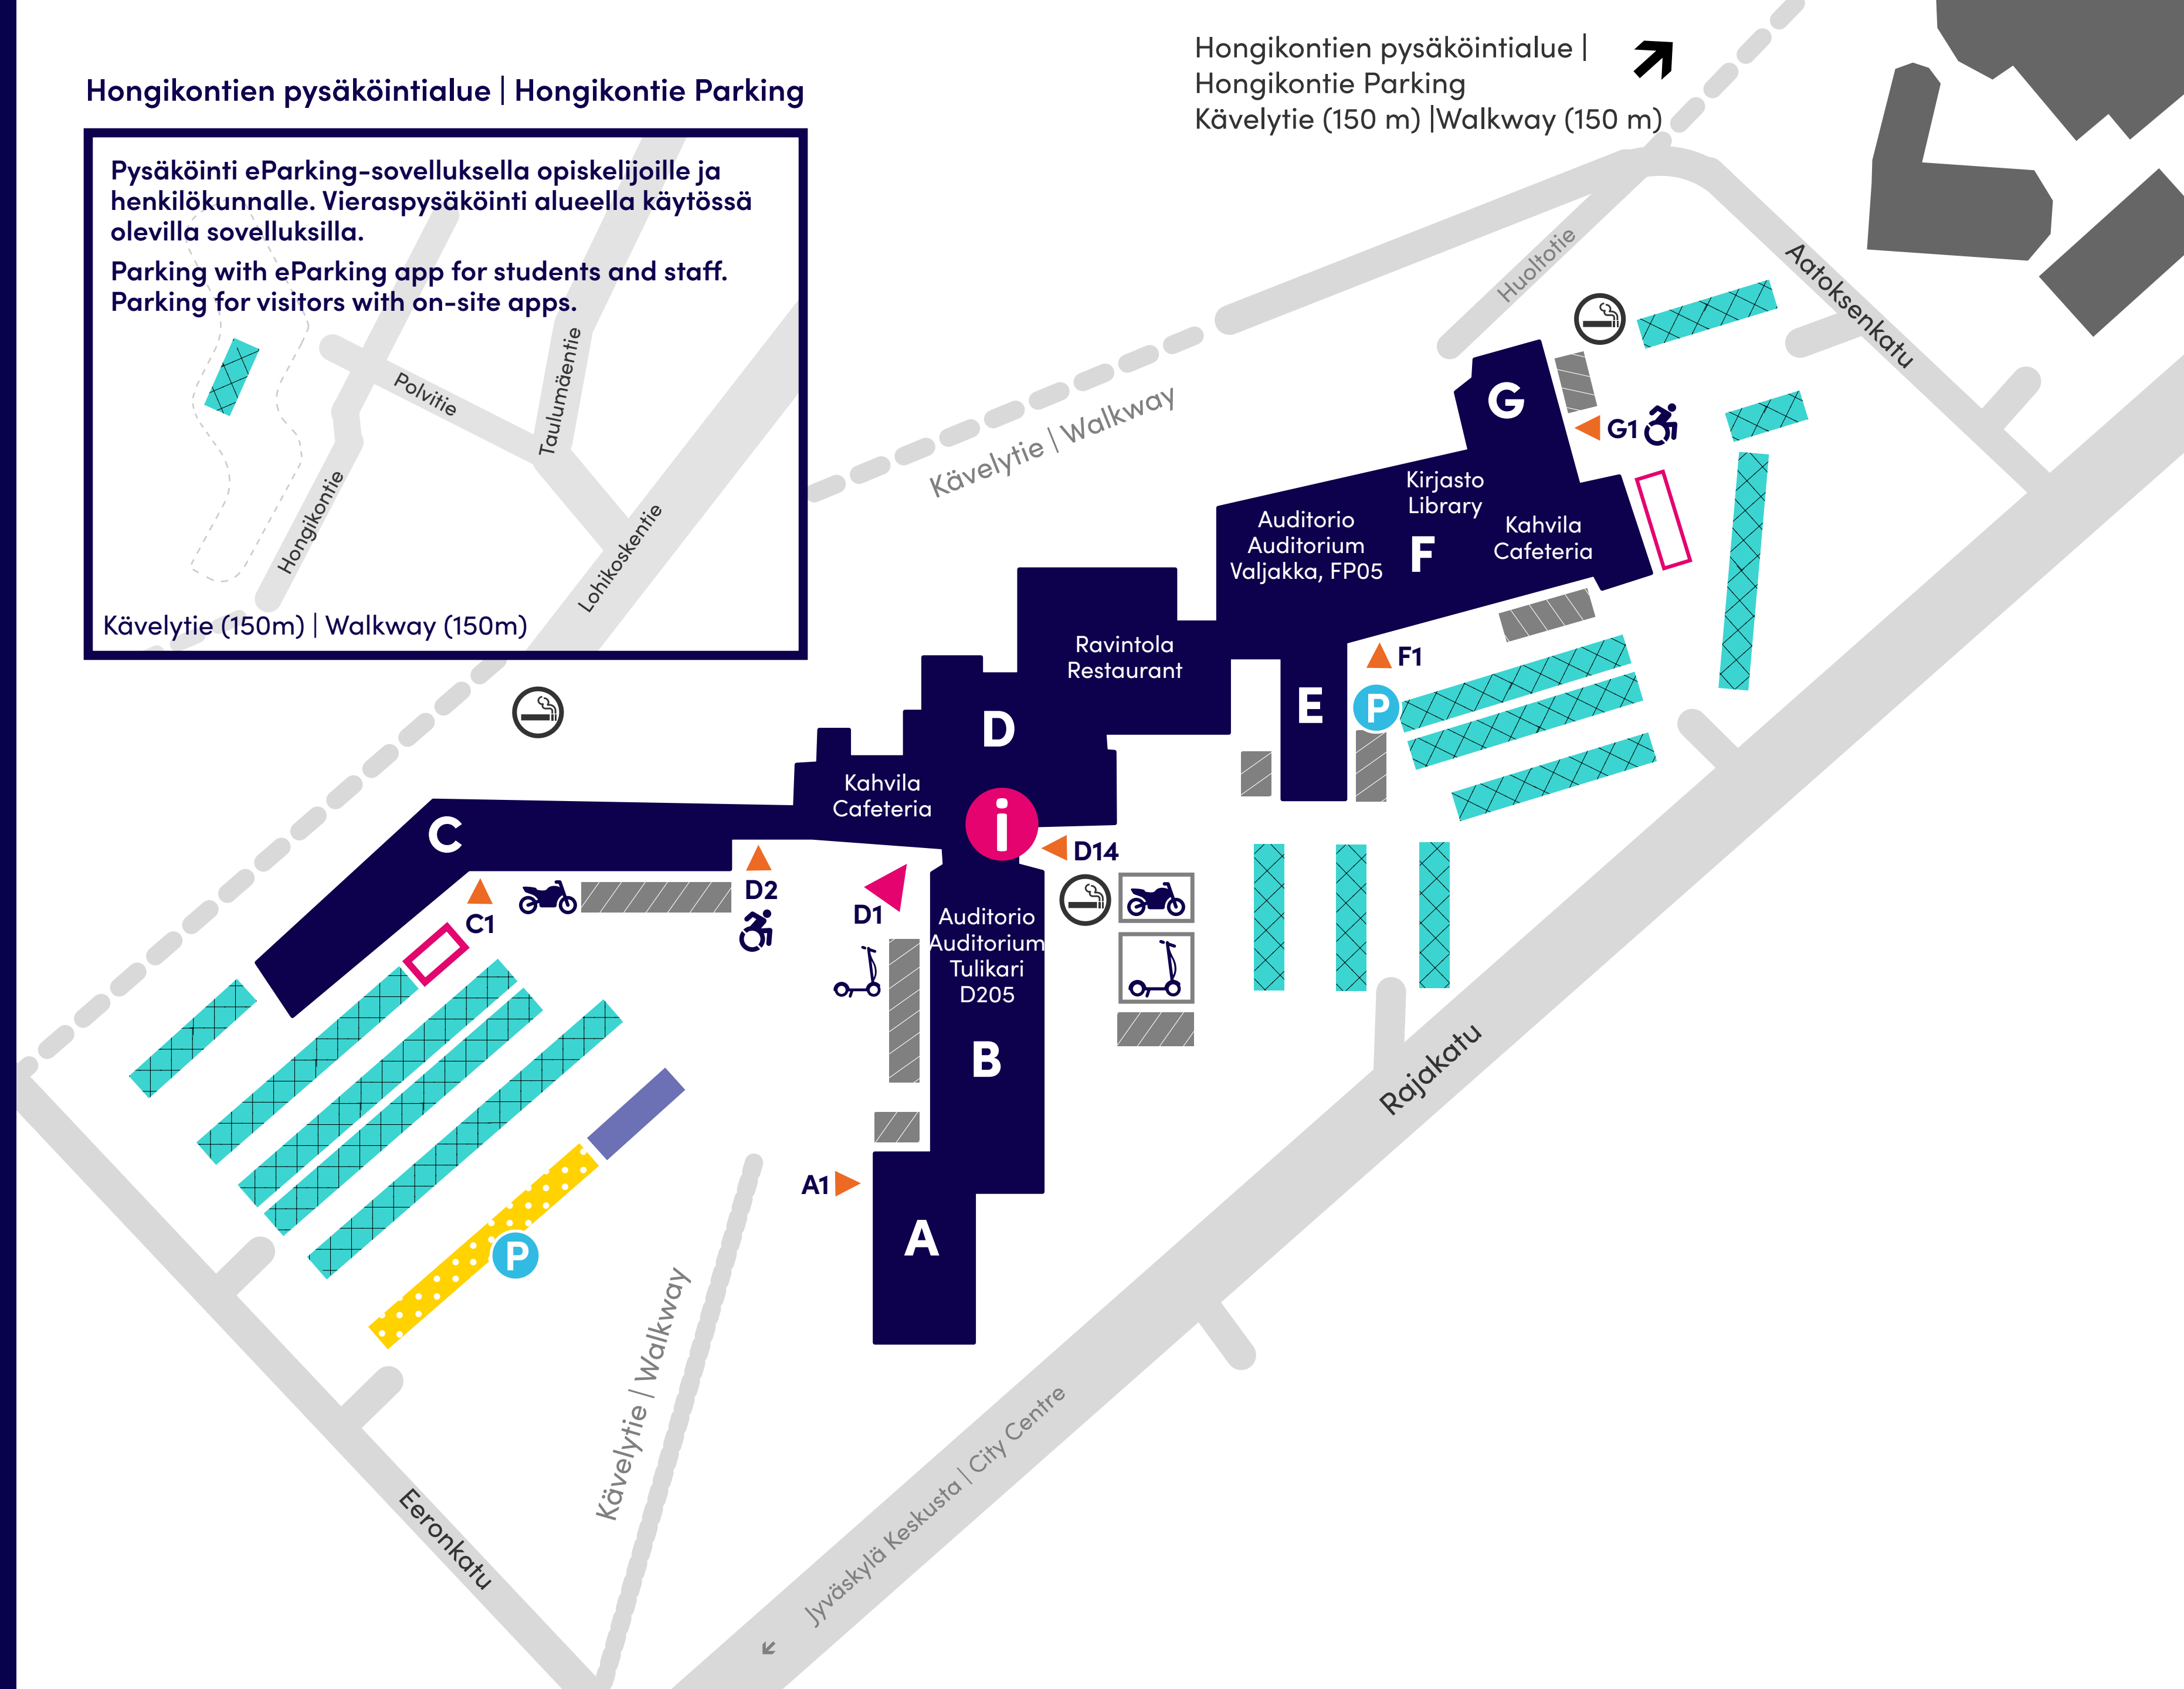 Hongikontien pysäköintialue | Hongikontie Parking
Pysäköinti eParking-sovelluksella opiskelijoille ja
henkilökunnalle. Vieraspysäköinti alueella käytössä
olevilla sovelluksilla.
Parking with eParking app for students and staff.
Parking for visitors with on-site apps.
Polvitie
Taulumäentie
Hongikontie
Lohikoskentie
Kävelytie (150m) | Walkway (150m)
Hongikontien pysäköintialue |
Hongikontie Parking
Kävelytie (150 m) |Walkway (150 m)
Huoltotie
Aatoksenkatu
Kävelytie | Walkway
G
G1
Kirjasto
Library
Auditorio
Auditorium
Valjakka, FP05
F
Kahvila
Cafeteria
Ravintola
Restaurant
F1
E
P
D
Kahvila
Cafeteria
i
C
D14
D2
D1
C1
Auditorio
Auditorium
Tulikari
D205
B
A1
A
P
Rajakatu
Kävelytie | Walkway
Eeronkatu
Jyväskylä Keskusta | City Centre